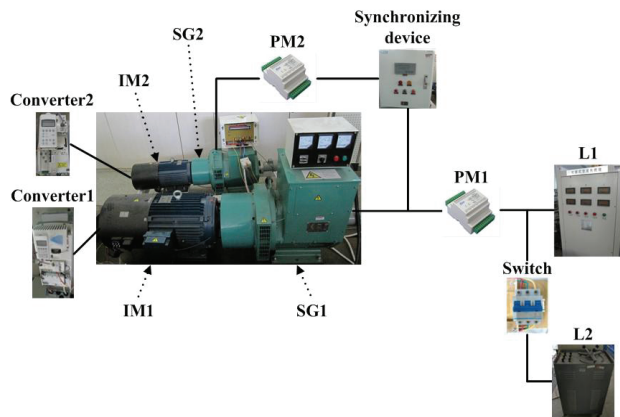 Synchronizing
device
SG2
PM2
IM2
Converter2
Converter1
PM1
L1
Switch
L2
IM1
SG1